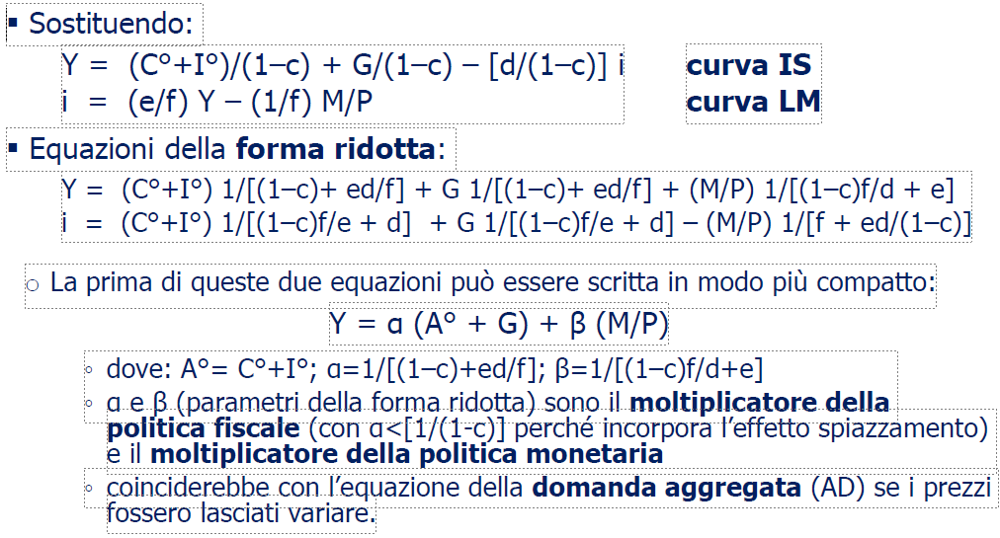 ▪ Sostituendo:
Y = (C°+I°)/(1–c) + G/(1–c) – [d/(1–c)] i curva IS
i = (e/f) Y – (1/f) M/P curva LM
▪ Equazioni della forma ridotta:
Y = (C°+I°) 1/[(1–c)+ ed/f] + G 1/[(1–c)+ ed/f] + (M/P) 1/[(1–c)f/d + e]
i = (C°+I°) 1/[(1–c)f/e + d] + G 1/[(1–c)f/e + d] – (M/P) 1/[f + ed/(1–c)]
○ La prima di queste due equazioni può essere scritta in modo più compatto:
Y = α (A° + G) + β (M/P)
◦ dove: A°= C°+I°; α=1/[(1–c)+ed/f]; β=1/[(1–c)f/d+e]
◦ α e β (parametri della forma ridotta) sono il moltiplicatore della
politica fiscale (con α<[1/(1-c)] perché incorpora l’effetto spiazzamento)
e il moltiplicatore della politica monetaria
◦ coinciderebbe con l’equazione della domanda aggregata (AD) se i prezzi
fossero lasciati variare.